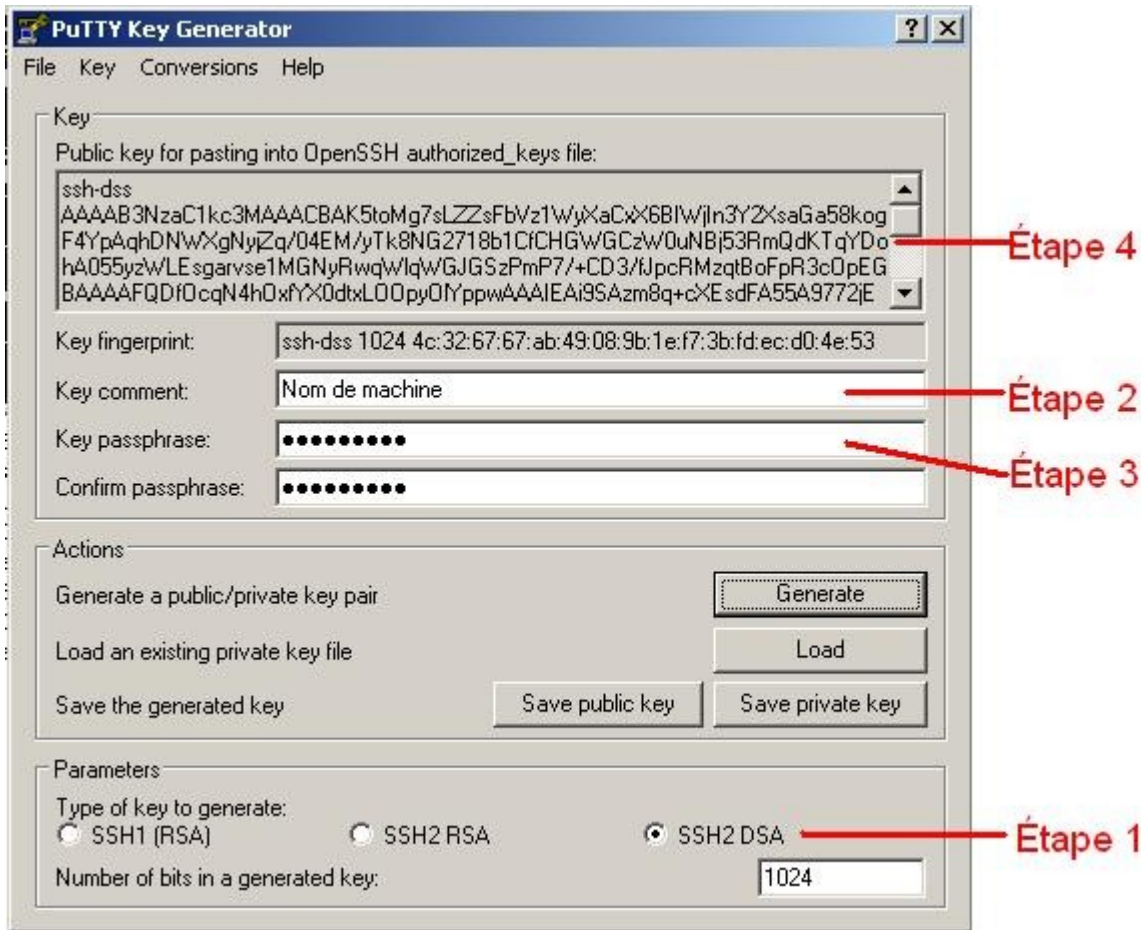 PuTTY Key Generator
File Key Conversions Help
Key
Public key for pasting into OpenSSH authorized_keys file:
ssh-dss
AAAAB3NzaC1kc3MAAACBAK5toMg7sLZZsFbVz1WyXaCxX6BIWjIn3Y2XsaGa58kog
F4YpAqhDNWXgNyjZq/04EM/yTk8NG2718b1CfCHGWGCzW0uNBj53RmQdKTqYDo
hA055yzWLEsgarvse1MGNyRwqWIqWGJGSzPmP7/+CD3/fJpcRMzqtBoFpR3cOpEG
BAAAAFQDfOcqN4hOxfYX0dtxLOOpyOfYppwAAAIEAi9SAzm8q+cXEsdFA55A9772jE
Étape 4
Key fingerprint: ssh-dss 1024 4c:32:67:67:ab:49:08:9b:1e:f7:3b:fd:ec:d0:4e:53
Key comment: Nom de machine
Étape 2
Key passphrase: ●●●●●●●●●
Étape 3
Confirm passphrase: ●●●●●●●●●
Actions
Generate a public/private key pair Generate
Load an existing private key file Load
Save the generated key Save public key Save private key
Parameters
Type of key to generate:
SSH1 (RSA) SSH2 RSA SSH2 DSA
Étape 1
Number of bits in a generated key: 1024